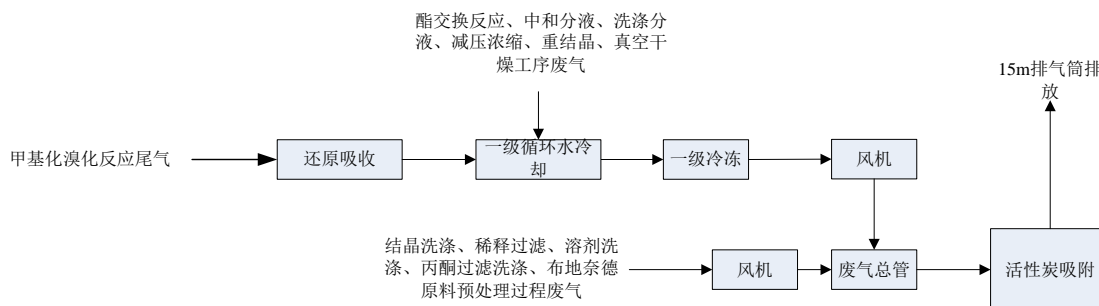 酯交换反应、中和分液、洗涤分
液、减压浓缩、重结晶、真空干
燥工序废气
15m排气筒排
放
甲基化溴化反应尾气
还原吸收
一级循环水冷
却
一级冷冻
风机
结晶洗涤、稀释过滤、溶剂洗
涤、丙酮过滤洗涤、布地奈德
原料预处理过程废气
风机
废气总管
活性炭吸附